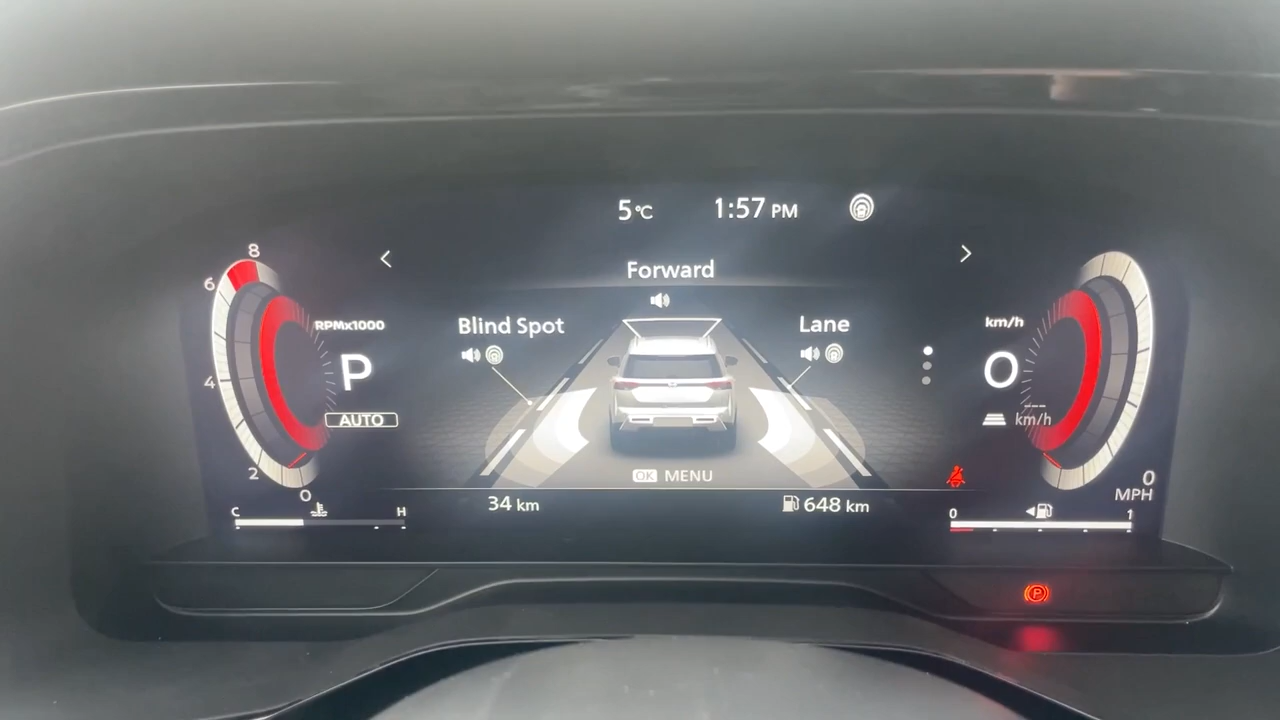 5°C 1:57 PM
8
6
4
2
0
RPMx1000
P
AUTO
C H
< >
Forward
Blind Spot
Lane
OK MENU
34 km
648 km
km/h
0
--- km/h
0
MPH
0 1
P